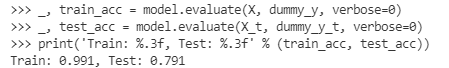 >>> _, train_acc = model.evaluate(X, dummy_y, verbose=0)
>>> _, test_acc = model.evaluate(X_t, dummy_y_t, verbose=0)
>>> print('Train: %.3f, Test: %.3f' % (train_acc, test_acc))
Train: 0.991, Test: 0.791